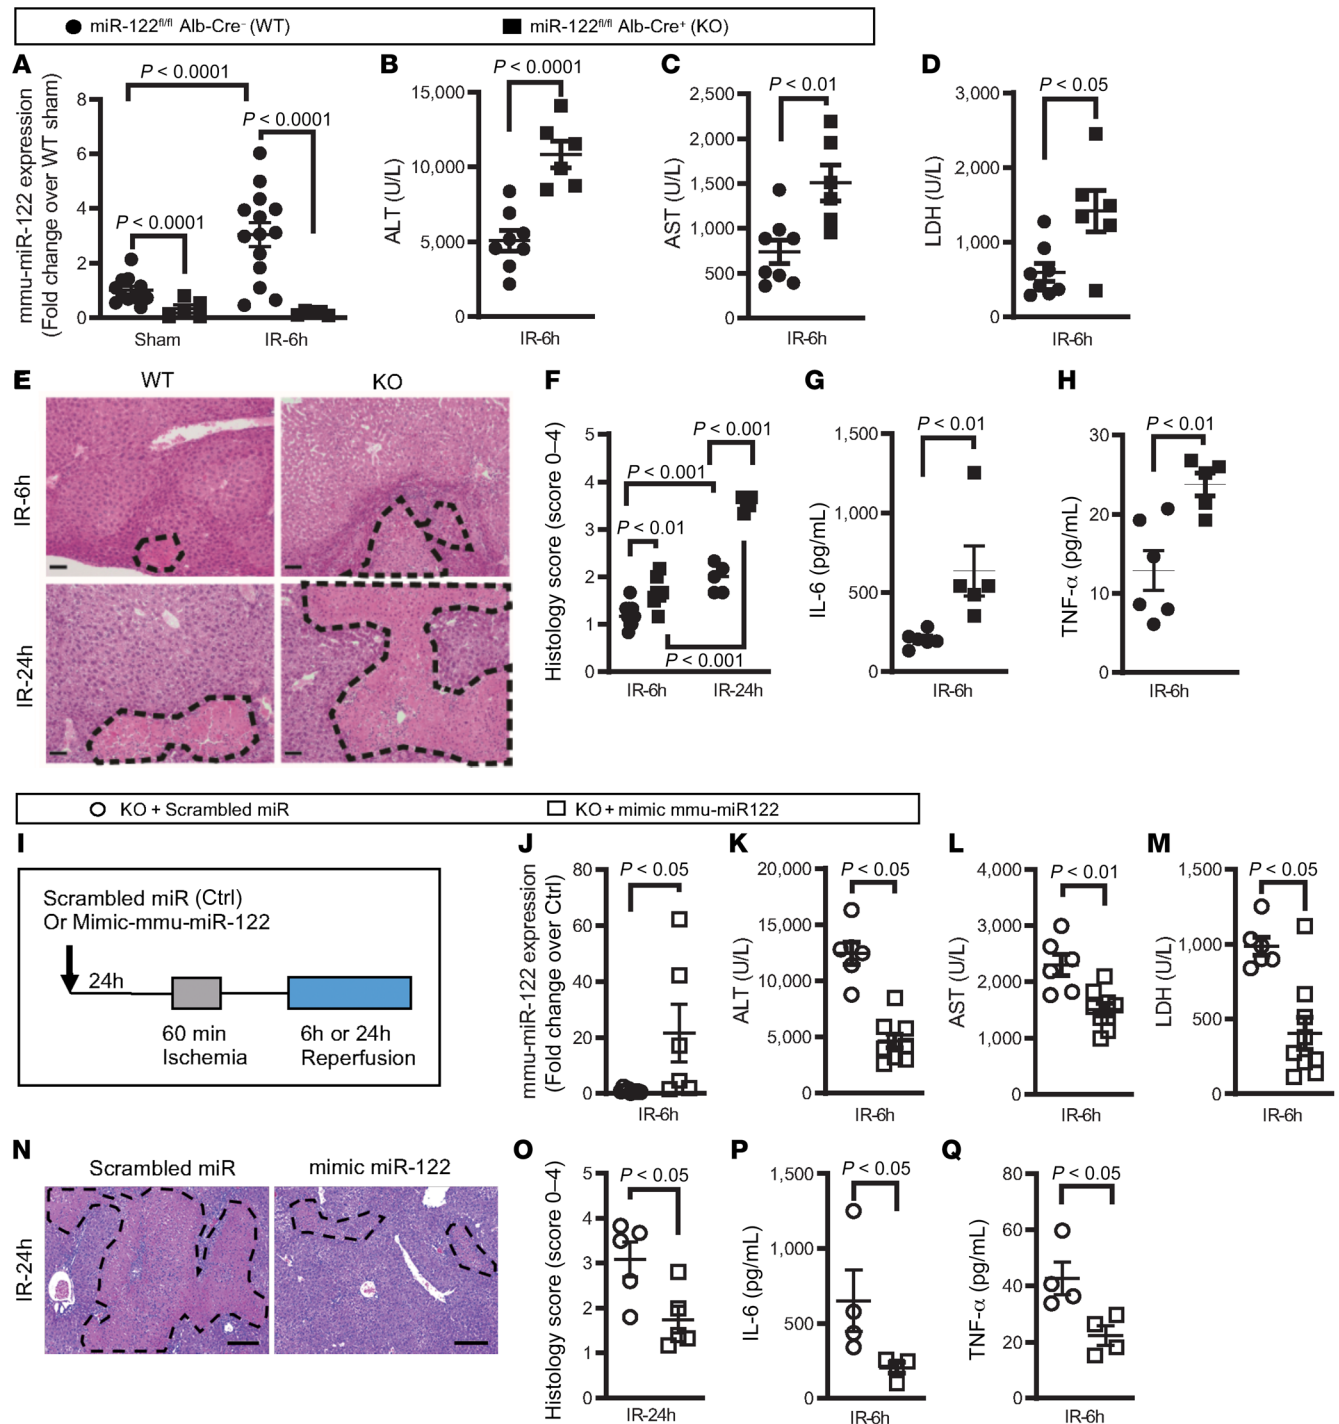 miR-122fl/fl Alb-Cre– (WT)
miR-122fl/fl Alb-Cre+ (KO)
A
mmu-miR-122 expression
(Fold change over WT sham)
P < 0.0001
P < 0.0001
P < 0.0001
8
6
4
2
0
Sham
IR-6h
B
ALT (U/L)
P < 0.0001
15,000
10,000
5,000
0
IR-6h
C
AST (U/L)
P < 0.01
2,500
2,000
1,500
1,000
500
0
IR-6h
D
LDH (U/L)
P < 0.05
3,000
2,000
1,000
0
IR-6h
E
WT
KO
IR-6h
IR-24h
F
Histology score (score 0–4)
P < 0.001
P < 0.001
P < 0.01
P < 0.001
5
4
3
2
1
0
IR-6h
IR-24h
G
IL-6 (pg/mL)
P < 0.01
1,500
1,000
500
0
IR-6h
H
TNF-α (pg/mL)
P < 0.01
30
20
10
0
IR-6h
KO + Scrambled miR
KO + mimic mmu-miR122
I
Scrambled miR (Ctrl)
Or Mimic-mmu-miR-122
24h
60 min
Ischemia
6h or 24h
Reperfusion
J
mmu-miR-122 expression
(Fold change over Ctrl)
P < 0.05
80
60
40
20
0
IR-6h
K
ALT (U/L)
P < 0.05
20,000
15,000
10,000
5,000
0
IR-6h
L
AST (U/L)
P < 0.01
4,000
3,000
2,000
1,000
0
IR-6h
M
LDH (U/L)
P < 0.05
1,500
1,000
500
0
IR-6h
N
Scrambled miR
mimic miR-122
IR-24h
O
Histology score (score 0–4)
P < 0.05
5
4
3
2
1
0
IR-24h
P
IL-6 (pg/mL)
P < 0.05
1,500
1,000
500
0
IR-6h
Q
TNF-α (pg/mL)
P < 0.05
80
60
40
20
0
IR-6h